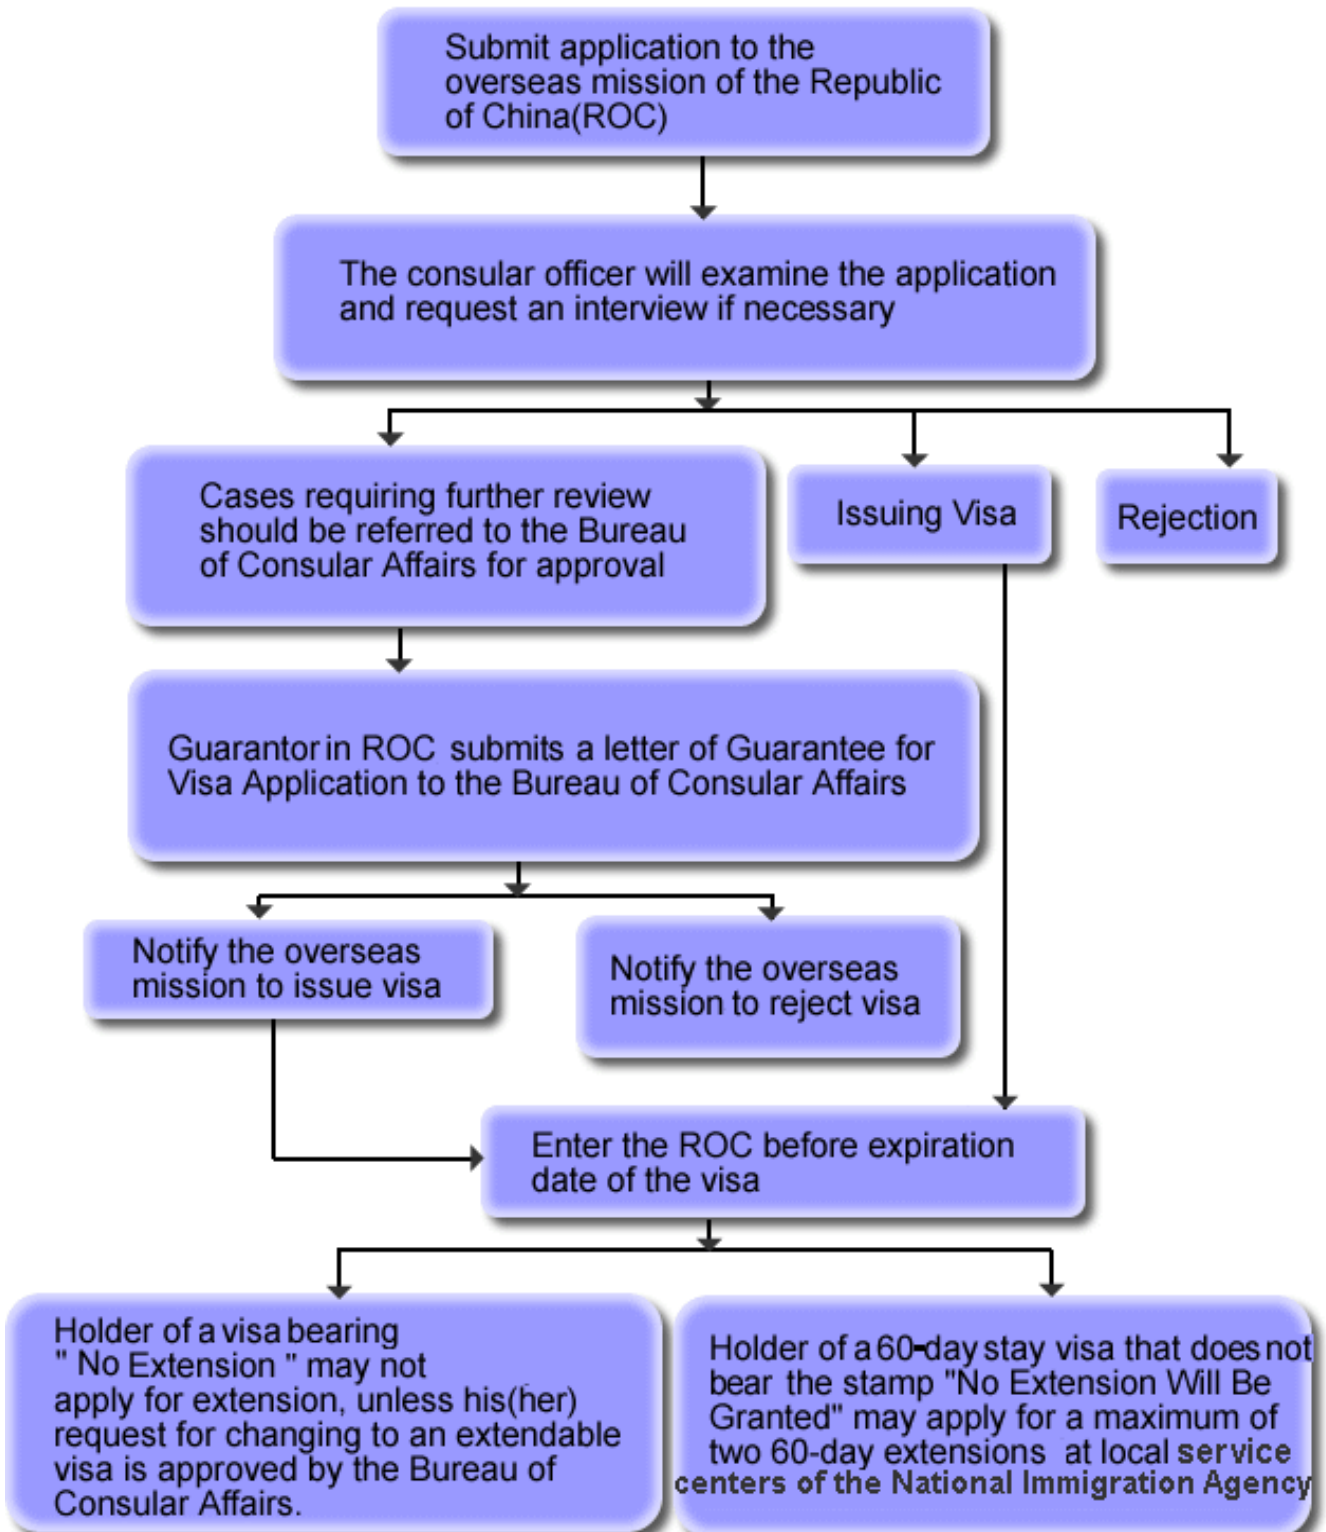 Submit application to the
overseas mission of the Republic
of China(ROC)
The consular officer will examine the application
and request an interview if necessary
Cases requiring further review
should be referred to the Bureau
of Consular Affairs for approval
Issuing Visa
Rejection
Guarantor in ROC submits a letter of Guarantee for
Visa Application to the Bureau of Consular Affairs
Notify the overseas
mission to issue visa
Notify the overseas
mission to reject visa
Enter the ROC before expiration
date of the visa
Holder of a visa bearing
" No Extension " may not
apply for extension, unless his(her)
request for changing to an extendable
visa is approved by the Bureau of
Consular Affairs.
Holder of a 60-day stay visa that does not
bear the stamp "No Extension Will Be
Granted" may apply for a maximum of
two 60-day extensions at local service
centers of the National Immigration Agency